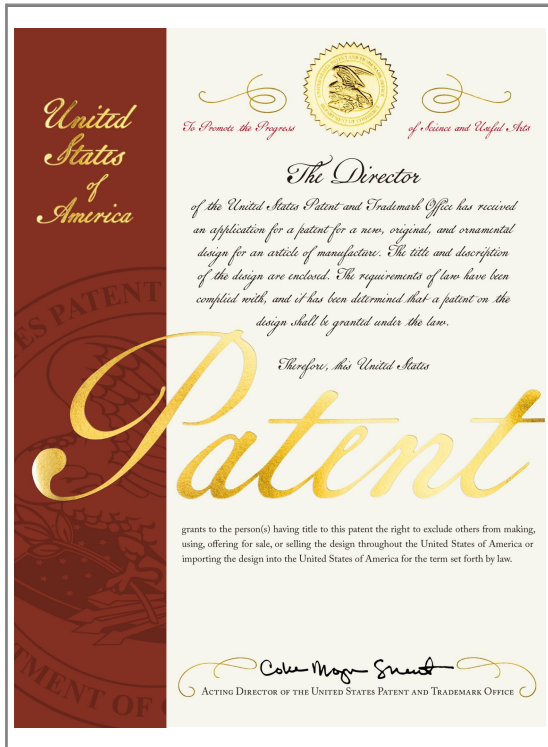 United
States
of
America
To Promote the Progress
of Science and Useful Arts
The Director
of the United States Patent and Trademark Office has received
an application for a patent for a new, original, and ornamental
design for an article of manufacture. The title and description
of the design are enclosed. The requirements of law have been
complied with, and it has been determined that a patent on the
design shall be granted under the law.
Therefore, this United States
Patent
grants to the person(s) having title to this patent the right to exclude others from making,
using, offering for sale, or selling the design throughout the United States of America or
importing the design into the United States of America for the term set forth by law.
ACTING DIRECTOR OF THE UNITED STATES PATENT AND TRADEMARK OFFICE
ES PATENT
TMENT OF